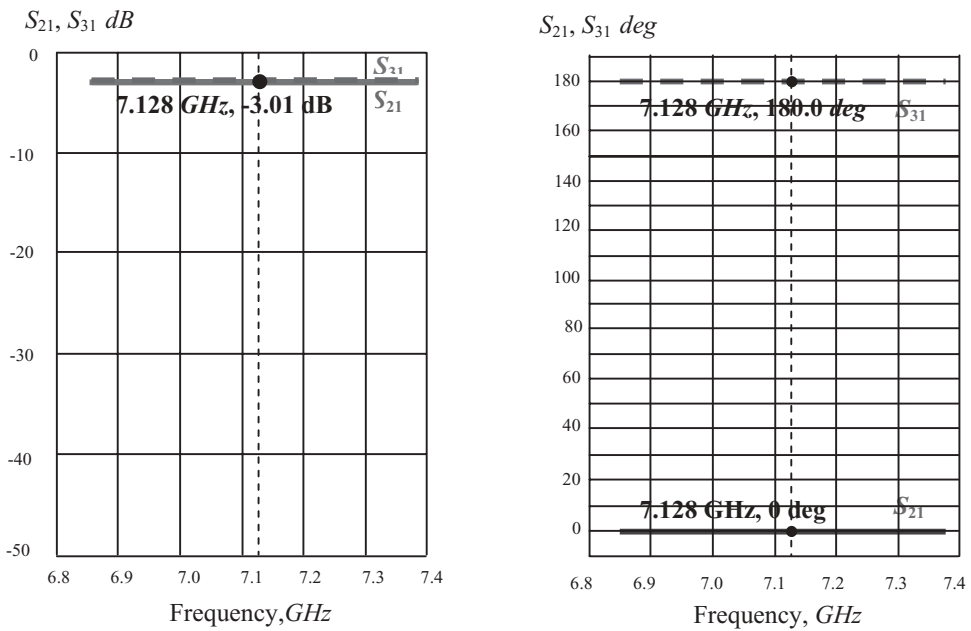 S21, S31 dB
0
-10
-20
-30
-40
-50
S31
S21
7.128 GHz, -3.01 dB
6.8 6.9 7.0 7.1 7.2 7.3 7.4
Frequency,GHz
S21, S31 deg
180
160
140
120
100
80
60
40
20
0
7.128 GHz, 180.0 deg
S31
7.128 GHz, 0 deg
S21
6.8 6.9 7.0 7.1 7.2 7.3 7.4
Frequency, GHz